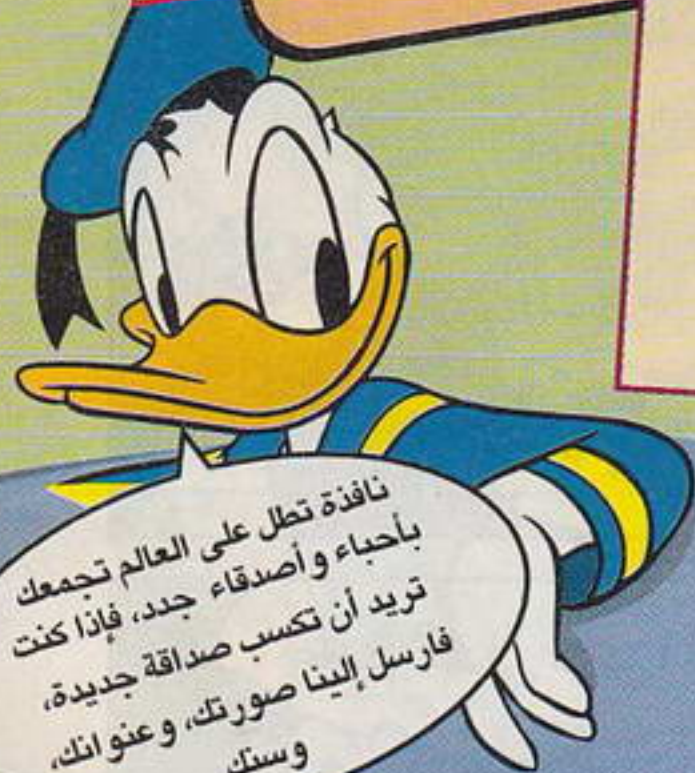 نافذة تطل على العالم تجمعك
بأحباء وأصدقاء جدد، فإذا كنت
تريد أن تكسب صداقة جديدة،
فارسل إلينا صورتك، وعنوانك،
وسنك